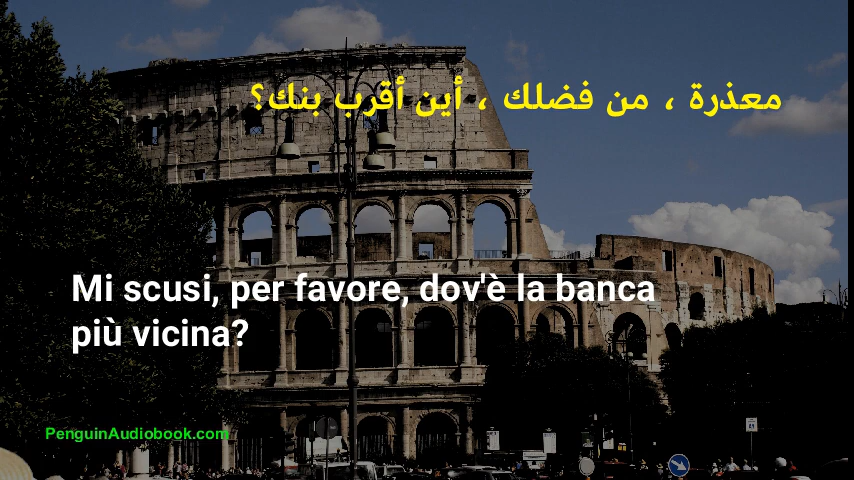 معذرة ، من فضلك ، أين أقرب بنك؟
Mi scusi, per favore, dov'è la banca
più vicina?
PenguinAudiobook.com